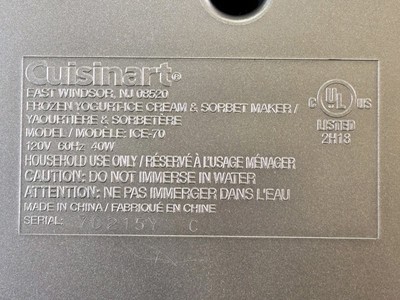 Cuisinart®
EAST WINDSOR, NJ 08520
FROZEN YOGURT-ICE CREAM & SORBET MAKER /
YAOURTIÈRE & SORBETÈRE
MODEL / MODÈLE: ICE-70
120V 60Hz 40W
HOUSEHOLD USE ONLY / RÉSERVÉ À L'USAGE MÉNAGER
CAUTION: DO NOT IMMERSE IN WATER
ATTENTION: NE PAS IMMERGER DANS L'EAU
MADE IN CHINA / FABRIQUÉ EN CHINE
SERIAL:
C UL US
®
LISTED
2H13